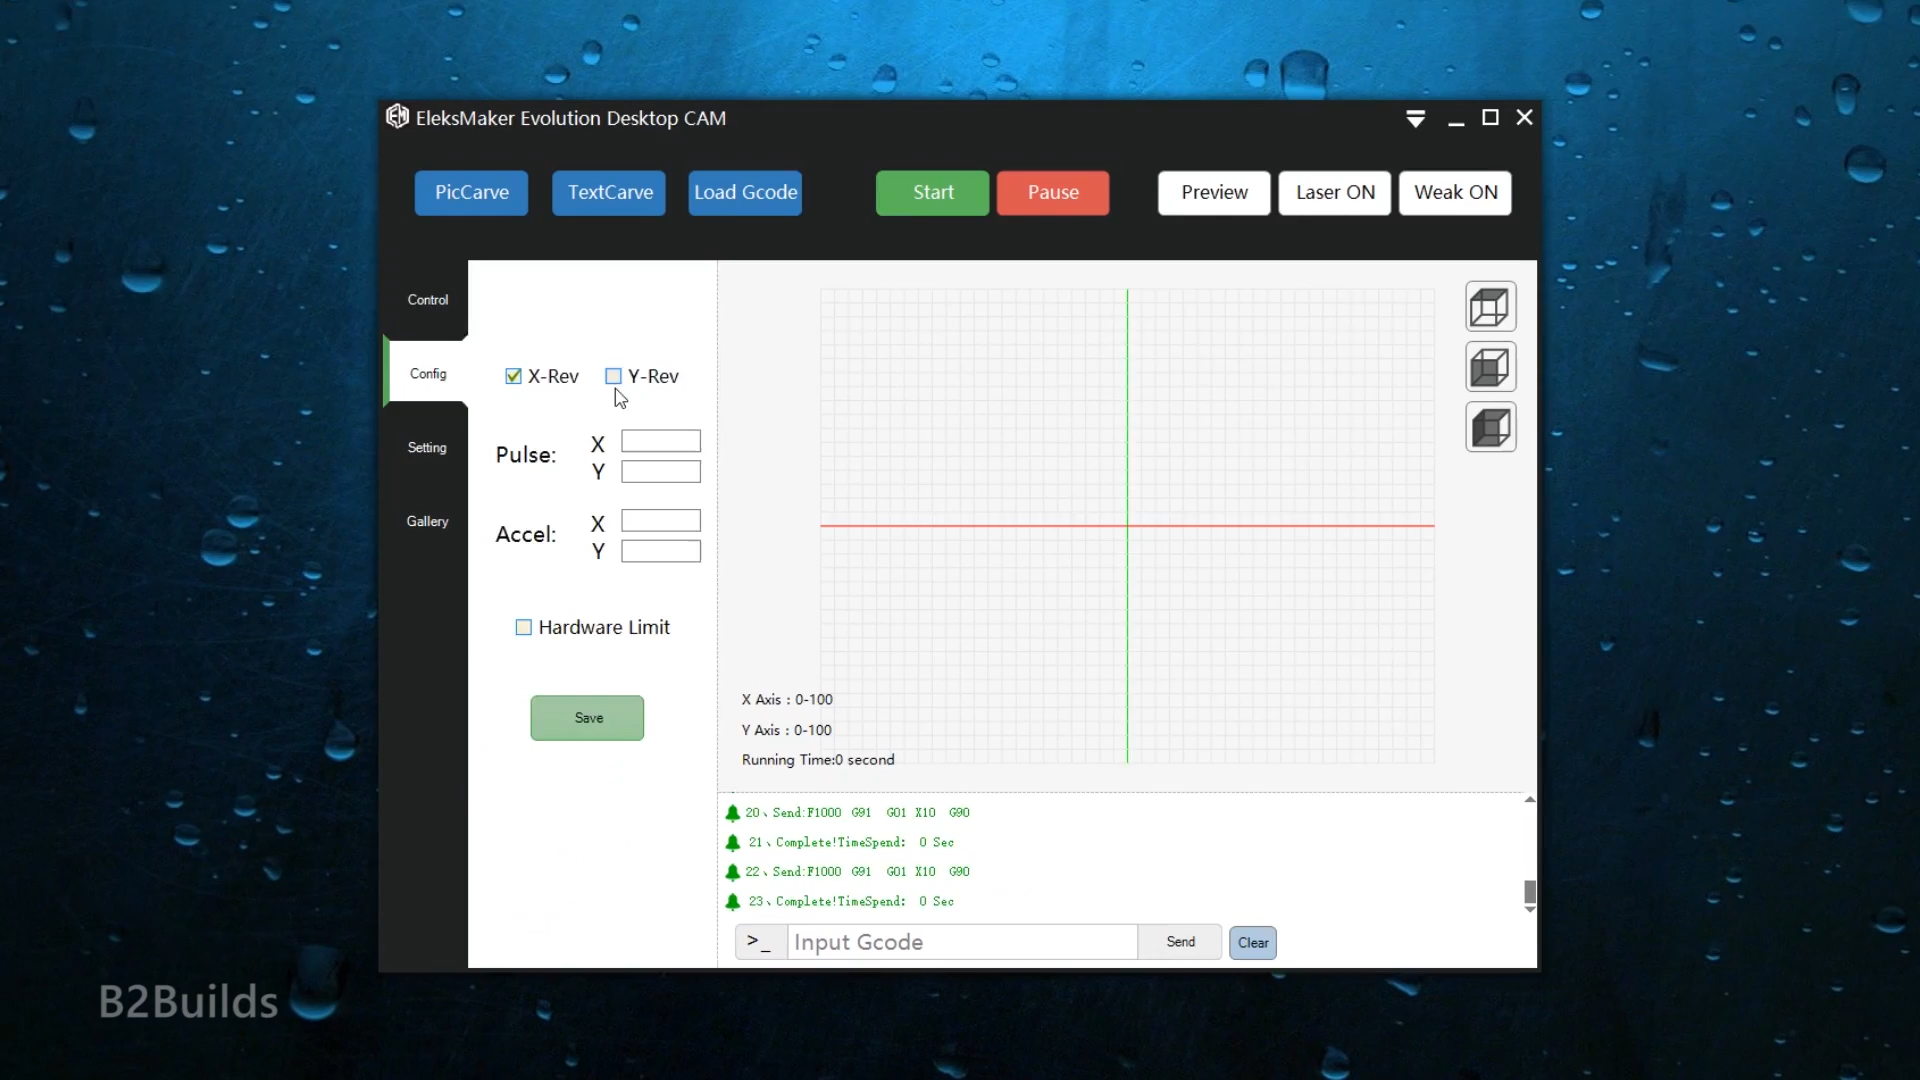 EleksMaker Evolution Desktop CAM
PicCarve TextCarve Load Gcode Start Pause Preview Laser ON Weak ON
Control
Config
Setting
Gallery
X-Rev Y-Rev
Pulse: X
Y
Accel: X
Y
Hardware Limit
Save
X Axis : 0-100
Y Axis : 0-100
Running Time:0 second
20、Send:F1000 G91 G01 X10 G90
21、Complete!TimeSpend: 0 Sec
22、Send:F1000 G91 G01 X10 G90
23、Complete!TimeSpend: 0 Sec
>_ Input Gcode Send Clear
B2Builds